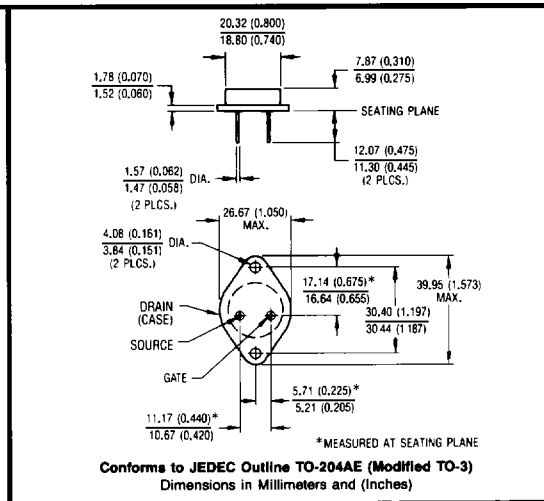 20.32 (0.800)
18.80 (0.740)
7.87 (0.310)
6.99 (0.275)
1.78 (0.070)
1.52 (0.060)
SEATING PLANE
12.07 (0.475)
11.30 (0.445)
(2 PLCS.)
1.57 (0.062)
1.47 (0.058) DIA.
(2 PLCS.)
26.67 (1.050)
MAX.
4.08 (0.161)
3.84 (0.151) DIA.
(2 PLCS.)
17.14 (0.675)*
16.64 (0.655)
39.95 (1.573)
MAX.
DRAIN
(CASE)
30.40 (1.197)
30.44 (1.187)
SOURCE
GATE
5.71 (0.225)*
5.21 (0.205)
11.17 (0.440)*
10.67 (0.420)
*MEASURED AT SEATING PLANE
Conforms to JEDEC Outline TO-204AE (Modified TO-3)
Dimensions in Millimeters and (Inches)